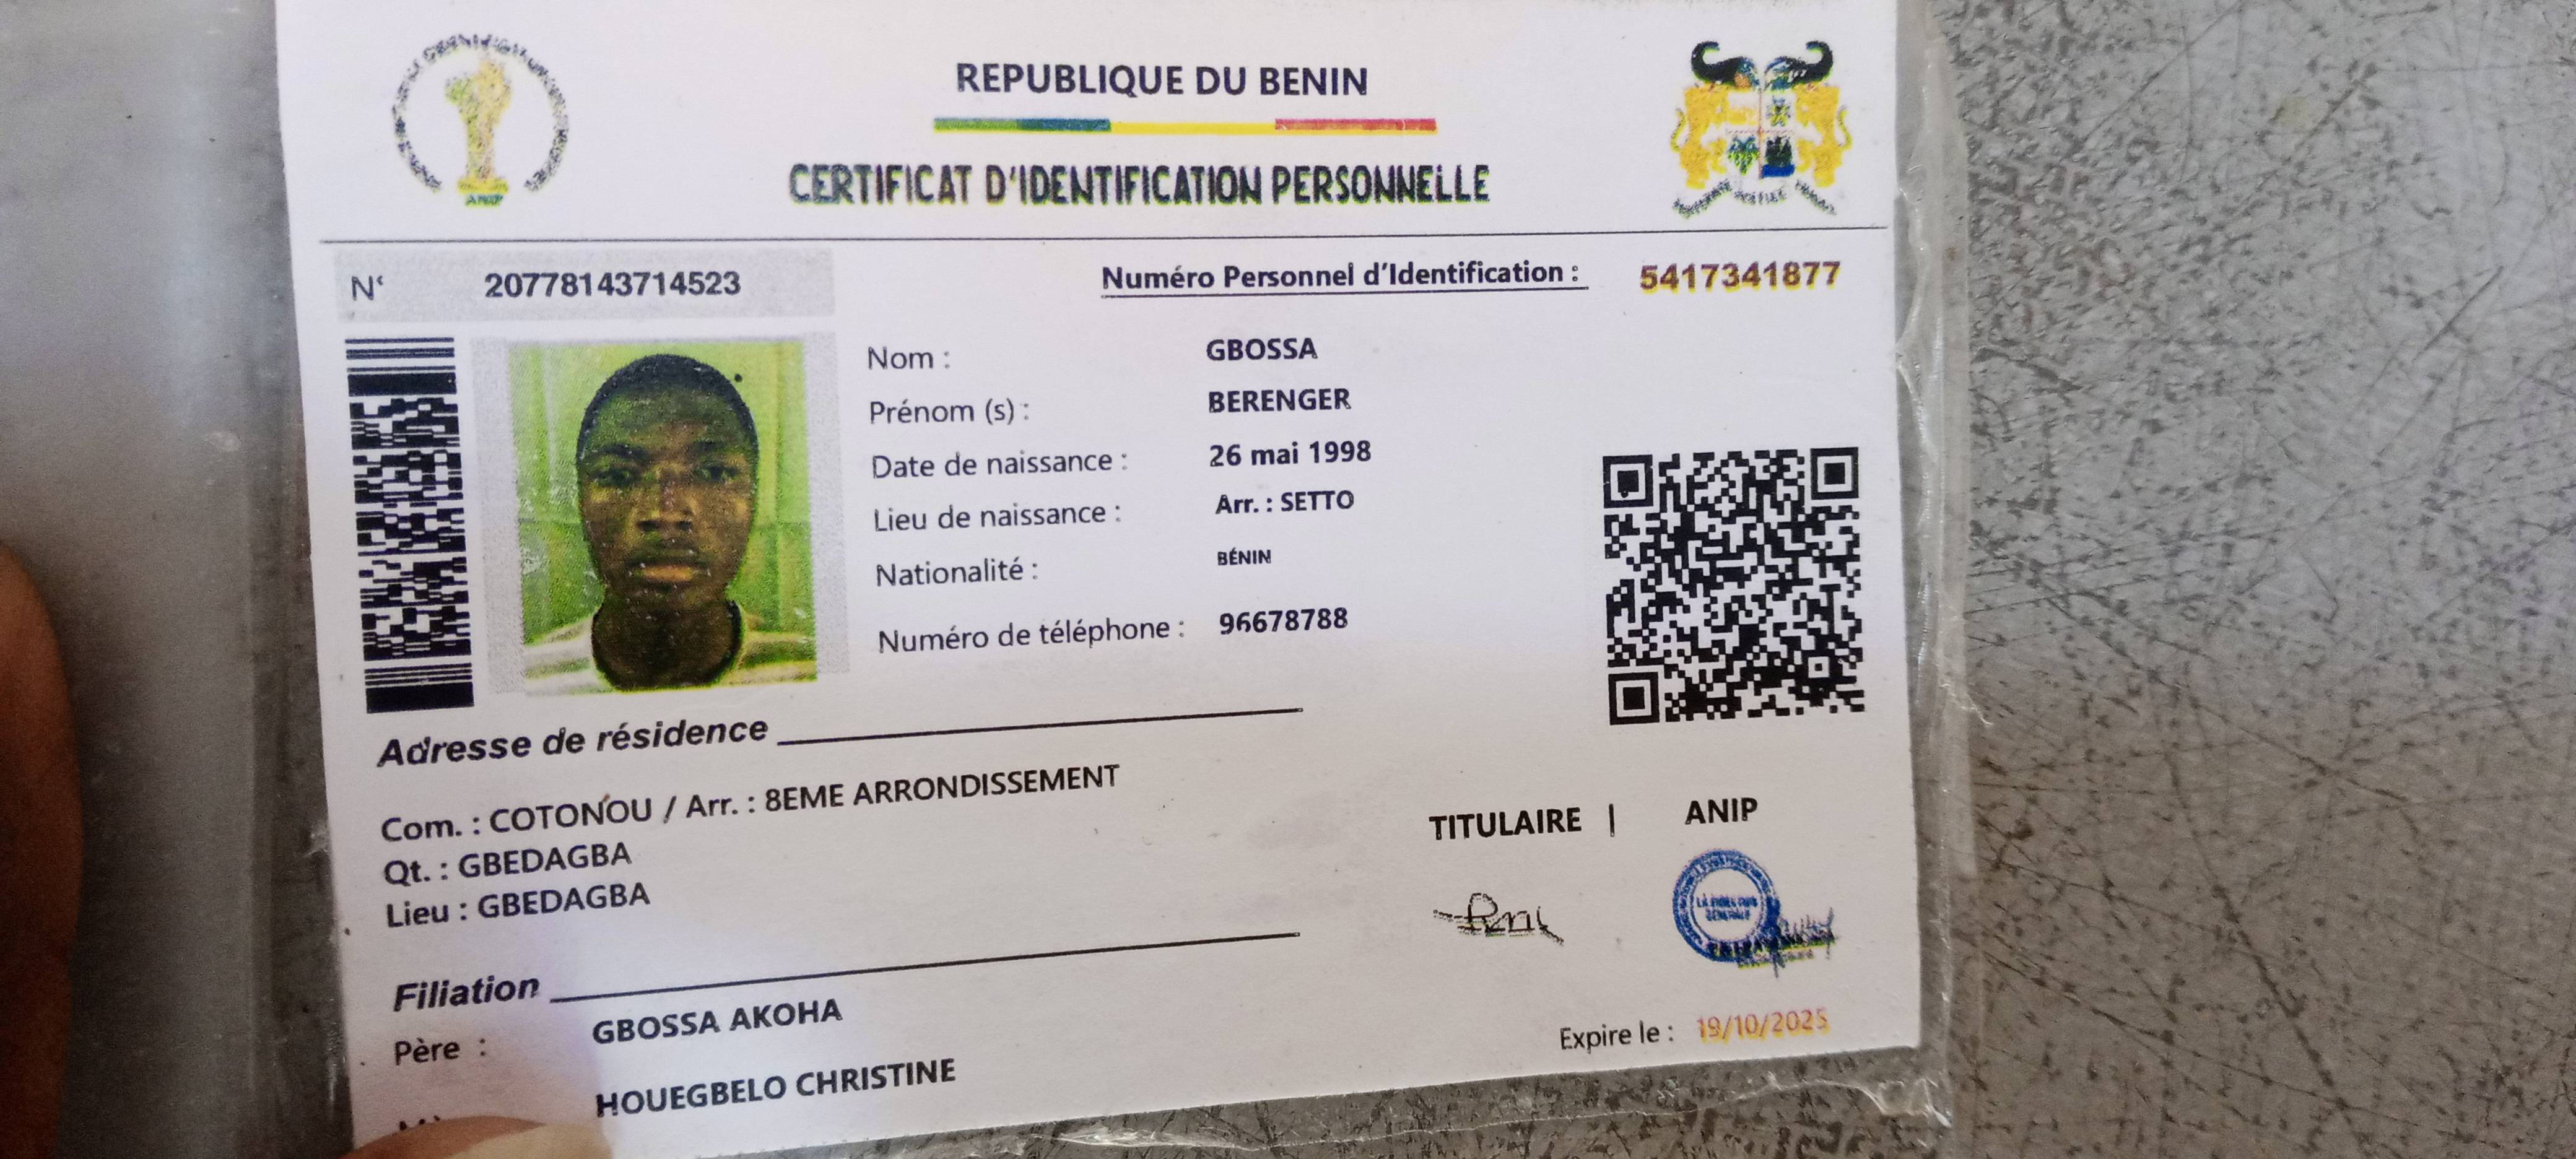 REPUBLIQUE DU BENIN
CERTIFICAT D'IDENTIFICATION PERSONNELLE
ANIP
N° 20778143714523
Numéro Personnel d'Identification : 5417341877
Nom : GBOSSA
Prénom (s) : BERENGER
Date de naissance : 26 mai 1998
Lieu de naissance : Arr. : SETTO
Nationalité : BÉNIN
Numéro de téléphone : 96678788
Adresse de résidence
Com. : COTONOU / Arr. : 8EME ARRONDISSEMENT
Qt. : GBEDAGBA
Lieu : GBEDAGBA
TITULAIRE | ANIP
Filiation
Père : GBOSSA AKOHA
HOUEGBELO CHRISTINE
Expire le : 19/10/2025